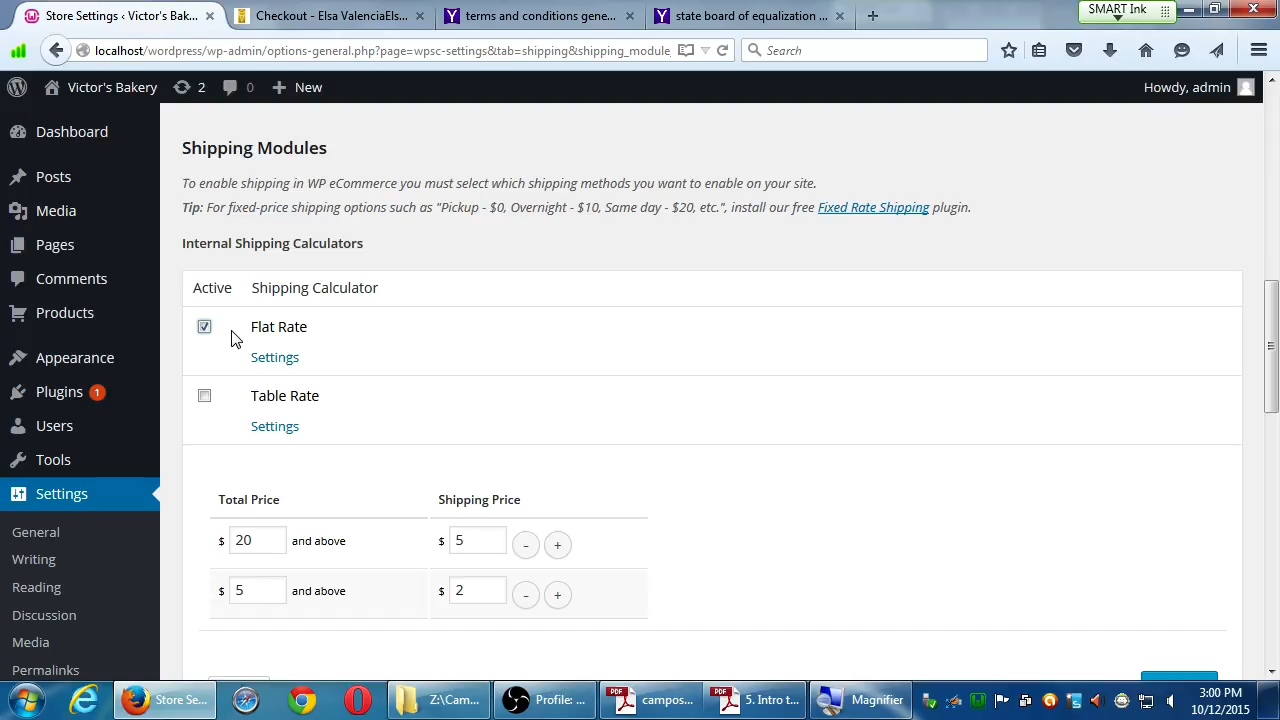 Store Settings ‹ Victor's Bak...
Checkout - Elsa ValenciaEls...
terms and conditions gene...
state board of equalization ...
SMART Ink
localhost/wordpress/wp-admin/options-general.php?page=wpsc-settings&tab=shipping&shipping_module
Search
Victor's Bakery
2
0
New
Howdy, admin
Dashboard
Posts
Media
Pages
Comments
Products
Appearance
Plugins 1
Users
Tools
Settings
General
Writing
Reading
Discussion
Media
Permalinks
Shipping Modules
To enable shipping in WP eCommerce you must select which shipping methods you want to enable on your site.
Tip: For fixed-price shipping options such as "Pickup - $0, Overnight - $10, Same day - $20, etc.", install our free Fixed Rate Shipping plugin.
Internal Shipping Calculators
Active Shipping Calculator
Flat Rate
Settings
Table Rate
Settings
Total Price Shipping Price
$ 20 and above $ 5 - +
$ 5 and above $ 2 - +
Store Se...
Z:\Cam...
Profile: ...
PDF campos...
PDF 5. Intro t...
Magnifier
3:00 PM
10/12/2015